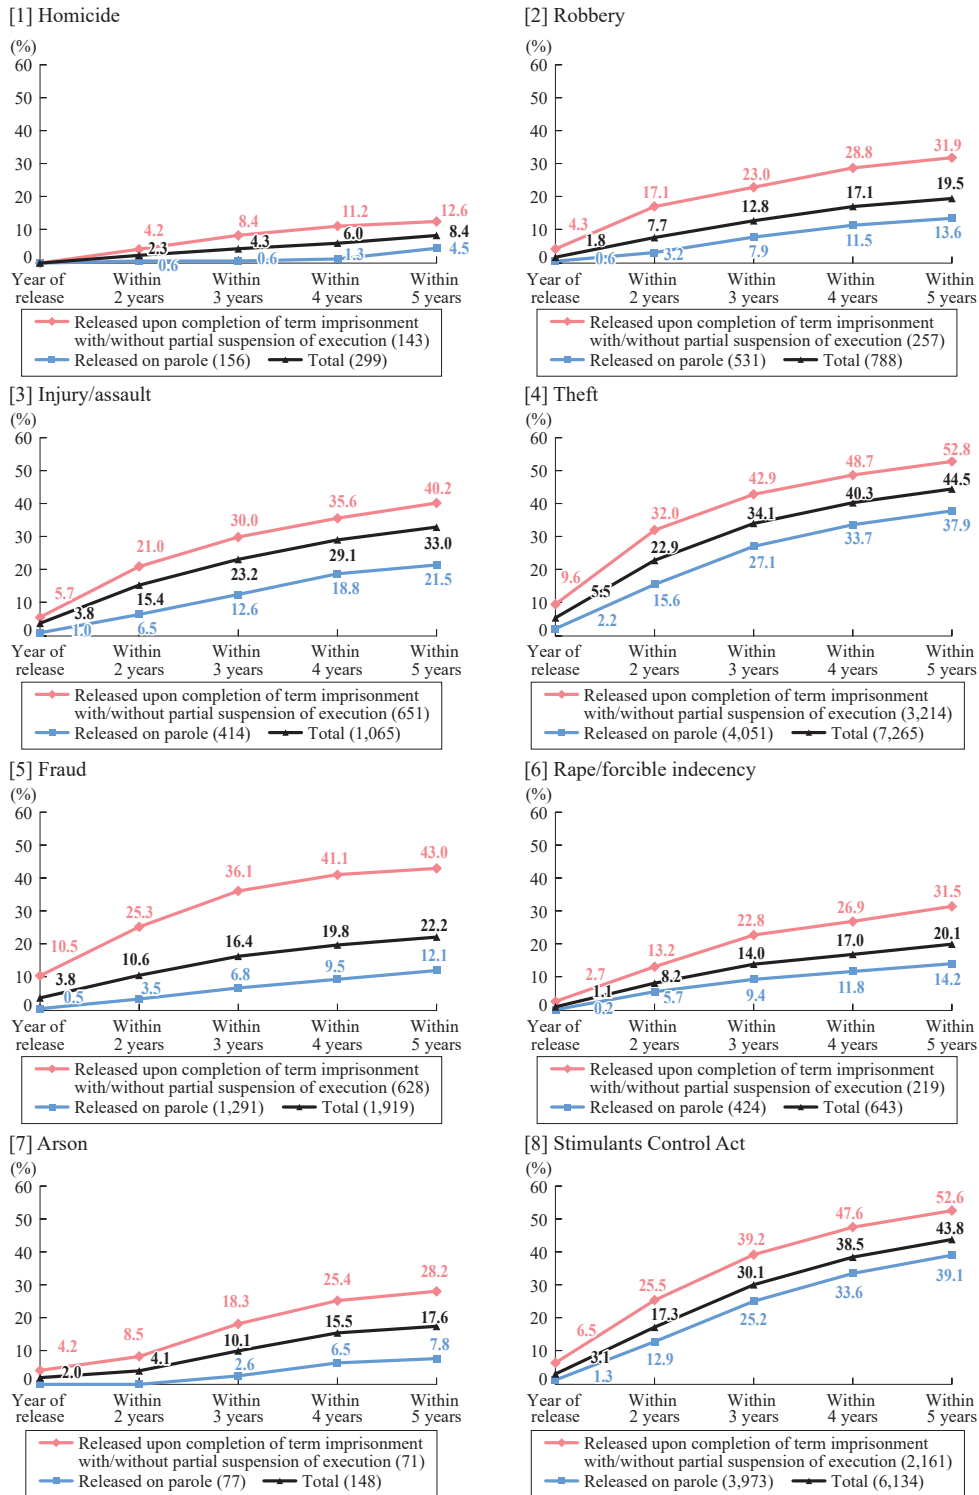 [1] Homicide
(%)
60
50
40
30
20
10
0
4.2
8.4
11.2
12.6
2.3
4.3
6.0
8.4
0.6
0.6
1.3
4.5
Year of release
Within 2 years
Within 3 years
Within 4 years
Within 5 years
Released upon completion of term imprisonment
with/without partial suspension of execution (143)
Released on parole (156) Total (299)
[2] Robbery
(%)
60
50
40
30
20
10
0
4.3
17.1
23.0
28.8
31.9
1.8
7.7
12.8
17.1
19.5
0.6
3.2
7.9
11.5
13.6
Year of release
Within 2 years
Within 3 years
Within 4 years
Within 5 years
Released upon completion of term imprisonment
with/without partial suspension of execution (257)
Released on parole (531) Total (788)
[3] Injury/assault
(%)
60
50
40
30
20
10
0
5.7
21.0
30.0
35.6
40.2
3.8
15.4
23.2
29.1
33.0
1.0
6.5
12.6
18.8
21.5
Year of release
Within 2 years
Within 3 years
Within 4 years
Within 5 years
Released upon completion of term imprisonment
with/without partial suspension of execution (651)
Released on parole (414) Total (1,065)
[4] Theft
(%)
60
50
40
30
20
10
0
9.6
32.0
42.9
48.7
52.8
5.5
22.9
34.1
40.3
44.5
2.2
15.6
27.1
33.7
37.9
Year of release
Within 2 years
Within 3 years
Within 4 years
Within 5 years
Released upon completion of term imprisonment
with/without partial suspension of execution (3,214)
Released on parole (4,051) Total (7,265)
[5] Fraud
(%)
60
50
40
30
20
10
0
10.5
25.3
36.1
41.1
43.0
3.8
10.6
16.4
19.8
22.2
0.5
3.5
6.8
9.5
12.1
Year of release
Within 2 years
Within 3 years
Within 4 years
Within 5 years
Released upon completion of term imprisonment
with/without partial suspension of execution (628)
Released on parole (1,291) Total (1,919)
[6] Rape/forcible indecency
(%)
60
50
40
30
20
10
0
2.7
13.2
22.8
26.9
31.5
1.1
8.2
14.0
17.0
20.1
0.2
5.7
9.4
11.8
14.2
Year of release
Within 2 years
Within 3 years
Within 4 years
Within 5 years
Released upon completion of term imprisonment
with/without partial suspension of execution (219)
Released on parole (424) Total (643)
[7] Arson
(%)
60
50
40
30
20
10
0
4.2
8.5
18.3
25.4
28.2
2.0
4.1
10.1
15.5
17.6
2.6
6.5
7.8
Year of release
Within 2 years
Within 3 years
Within 4 years
Within 5 years
Released upon completion of term imprisonment
with/without partial suspension of execution (71)
Released on parole (77) Total (148)
[8] Stimulants Control Act
(%)
60
50
40
30
20
10
0
6.5
25.5
39.2
47.6
52.6
3.1
17.3
30.1
38.5
43.8
1.3
12.9
25.2
33.6
39.1
Year of release
Within 2 years
Within 3 years
Within 4 years
Within 5 years
Released upon completion of term imprisonment
with/without partial suspension of execution (2,161)
Released on parole (3,973) Total (6,134)